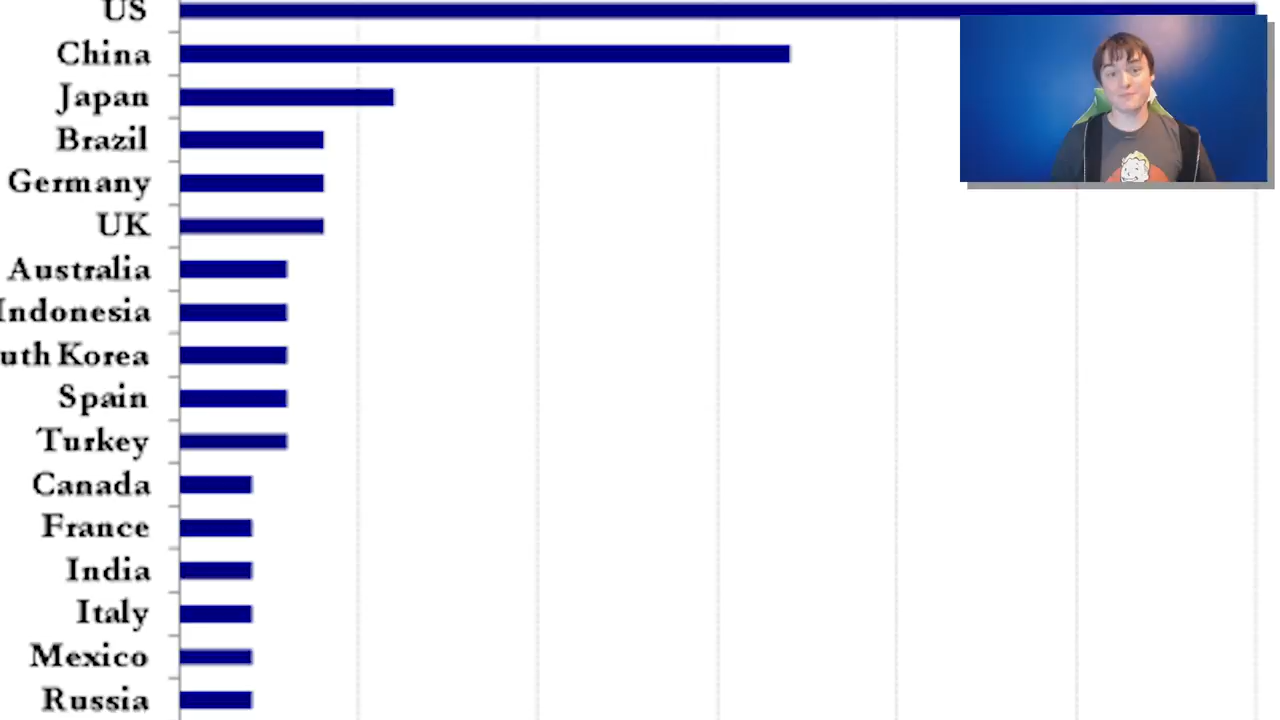 US
China
Japan
Brazil
Germany
UK
Australia
Indonesia
uth Korea
Spain
Turkey
Canada
France
India
Italy
Mexico
Russia